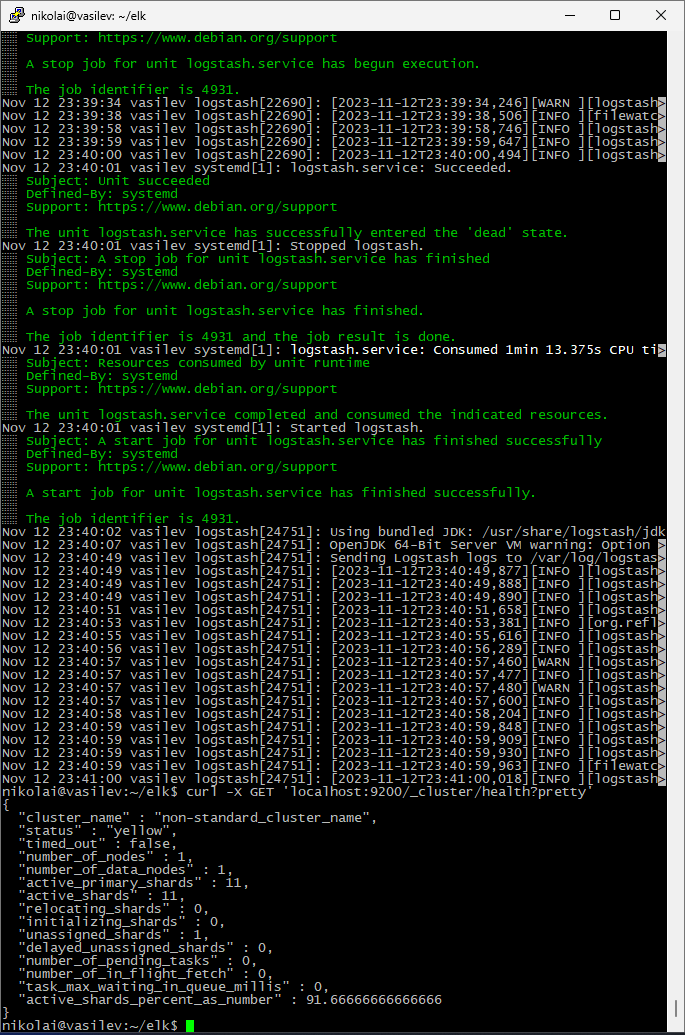 nikolai@vasilev: ~/elk
Support: https://www.debian.org/support
A stop job for unit logstash.service has begun execution.
The job identifier is 4931.
Nov 12 23:39:34 vasilev logstash[22690]: [2023-11-12T23:39:34,246][WARN ][logstash>
Nov 12 23:39:38 vasilev logstash[22690]: [2023-11-12T23:39:38,506][INFO ][filewatc>
Nov 12 23:39:58 vasilev logstash[22690]: [2023-11-12T23:39:58,746][INFO ][logstash>
Nov 12 23:39:59 vasilev logstash[22690]: [2023-11-12T23:39:59,647][INFO ][logstash>
Nov 12 23:40:00 vasilev logstash[22690]: [2023-11-12T23:40:00,494][INFO ][logstash>
Nov 12 23:40:01 vasilev systemd[1]: logstash.service: Succeeded.
Subject: Unit succeeded
Defined-By: systemd
Support: https://www.debian.org/support
The unit logstash.service has successfully entered the 'dead' state.
Nov 12 23:40:01 vasilev systemd[1]: Stopped logstash.
Subject: A stop job for unit logstash.service has finished
Defined-By: systemd
Support: https://www.debian.org/support
A stop job for unit logstash.service has finished.
The job identifier is 4931 and the job result is done.
Nov 12 23:40:01 vasilev systemd[1]: logstash.service: Consumed 1min 13.375s CPU ti>
Subject: Resources consumed by unit runtime
Defined-By: systemd
Support: https://www.debian.org/support
The unit logstash.service completed and consumed the indicated resources.
Nov 12 23:40:01 vasilev systemd[1]: Started logstash.
Subject: A start job for unit logstash.service has finished successfully
Defined-By: systemd
Support: https://www.debian.org/support
A start job for unit logstash.service has finished successfully.
The job identifier is 4931.
Nov 12 23:40:02 vasilev logstash[24751]: Using bundled JDK: /usr/share/logstash/jdk
Nov 12 23:40:07 vasilev logstash[24751]: OpenJDK 64-Bit Server VM warning: Option >
Nov 12 23:40:49 vasilev logstash[24751]: Sending Logstash logs to /var/log/logstas>
Nov 12 23:40:49 vasilev logstash[24751]: [2023-11-12T23:40:49,877][INFO ][logstash>
Nov 12 23:40:49 vasilev logstash[24751]: [2023-11-12T23:40:49,888][INFO ][logstash>
Nov 12 23:40:49 vasilev logstash[24751]: [2023-11-12T23:40:49,890][INFO ][logstash>
Nov 12 23:40:51 vasilev logstash[24751]: [2023-11-12T23:40:51,658][INFO ][logstash>
Nov 12 23:40:53 vasilev logstash[24751]: [2023-11-12T23:40:53,381][INFO ][org.refl>
Nov 12 23:40:55 vasilev logstash[24751]: [2023-11-12T23:40:55,616][INFO ][logstash>
Nov 12 23:40:56 vasilev logstash[24751]: [2023-11-12T23:40:56,289][INFO ][logstash>
Nov 12 23:40:57 vasilev logstash[24751]: [2023-11-12T23:40:57,460][WARN ][logstash>
Nov 12 23:40:57 vasilev logstash[24751]: [2023-11-12T23:40:57,477][INFO ][logstash>
Nov 12 23:40:57 vasilev logstash[24751]: [2023-11-12T23:40:57,480][WARN ][logstash>
Nov 12 23:40:57 vasilev logstash[24751]: [2023-11-12T23:40:57,600][INFO ][logstash>
Nov 12 23:40:58 vasilev logstash[24751]: [2023-11-12T23:40:58,204][INFO ][logstash>
Nov 12 23:40:59 vasilev logstash[24751]: [2023-11-12T23:40:59,848][INFO ][logstash>
Nov 12 23:40:59 vasilev logstash[24751]: [2023-11-12T23:40:59,909][INFO ][logstash>
Nov 12 23:40:59 vasilev logstash[24751]: [2023-11-12T23:40:59,930][INFO ][logstash>
Nov 12 23:40:59 vasilev logstash[24751]: [2023-11-12T23:40:59,963][INFO ][filewatc>
Nov 12 23:41:00 vasilev logstash[24751]: [2023-11-12T23:41:00,018][INFO ][logstash>
nikolai@vasilev:~/elk$ curl -X GET 'localhost:9200/_cluster/health?pretty'
{
"cluster_name" : "non-standard_cluster_name",
"status" : "yellow",
"timed_out" : false,
"number_of_nodes" : 1,
"number_of_data_nodes" : 1,
"active_primary_shards" : 11,
"active_shards" : 11,
"relocating_shards" : 0,
"initializing_shards" : 0,
"unassigned_shards" : 1,
"delayed_unassigned_shards" : 0,
"number_of_pending_tasks" : 0,
"number_of_in_flight_fetch" : 0,
"task_max_waiting_in_queue_millis" : 0,
"active_shards_percent_as_number" : 91.66666666666666
}
nikolai@vasilev:~/elk$